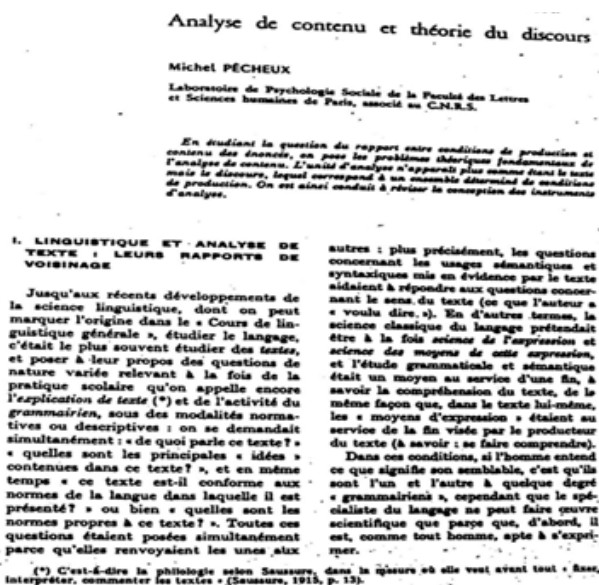 Analyse de contenu et théorie du discours
Michel PÊCHEUX
Laboratoire de Psychologie Sociale de la Faculté des Lettres
et Sciences humaines de Paris, associé au C.N.R.S.
En étudiant la question du rapport entre conditions de production et
contenu des énoncés, on pose les problèmes théoriques fondamentaux de
l'analyse de contenu. L'unité d'analyse n'apparaît plus comme étant le texte
mais le discours, lequel correspond à un ensemble déterminé de conditions
de production. On est ainsi conduit à réviser la conception des instruments
d'analyse.
I. LINGUISTIQUE ET ANALYSE DE
TEXTE : LEURS RAPPORTS DE
VOISINAGE
Jusqu'aux récents développements de
la science linguistique, dont on peut
marquer l'origine dans le « Cours de lin-
guistique générale », étudier le langage,
c'était le plus souvent étudier des textes,
et poser à leur propos des questions de
nature variée relevant à la fois de la
pratique scolaire qu'on appelle encore
l'explication de texte (*) et de l'activité du
grammairien, sous des modalités norma-
tives ou descriptives : on se demandait
simultanément : « de quoi parle ce texte? »
« quelles sont les principales « idées »
contenues dans ce texte? », et en même
temps « ce texte est-il conforme aux
normes de la langue dans laquelle il est
présenté? » ou bien « quelles sont les
normes propres à ce texte? ». Toutes ces
questions étaient posées simultanément
parce qu'elles renvoyaient les unes aux
autres : plus précisément, les questions
concernant les usages sémantiques et
syntaxiques mis en évidence par le texte
aidaient à répondre aux questions concer-
nant le sens du texte (ce que l'auteur a
« voulu dire »). En d'autres termes, la
science classique du langage prétendait
être à la fois science de l'expression et
science des moyens de cette expression,
et l'étude grammaticale et sémantique
était un moyen au service d'une fin, à
savoir la compréhension du texte, de la
même façon que, dans le texte lui-même,
les « moyens d'expression » étaient au
service de la fin visée par le producteur
du texte (à savoir : se faire comprendre).
Dans ces conditions, si l'homme entend
ce que signifie son semblable, c'est qu'ils
sont l'un et l'autre à quelque degré
« grammairiens », cependant que le spé-
cialiste du langage ne peut faire œuvre
scientifique que parce que, d'abord, il
est, comme tout homme, apte à s'expri-
mer.
(*) C'est-à-dire la philologie selon Saussure, dans la mesure où elle veut avant tout « fixer,
interpréter, commenter les textes » (Saussure, 1915, p. 13).